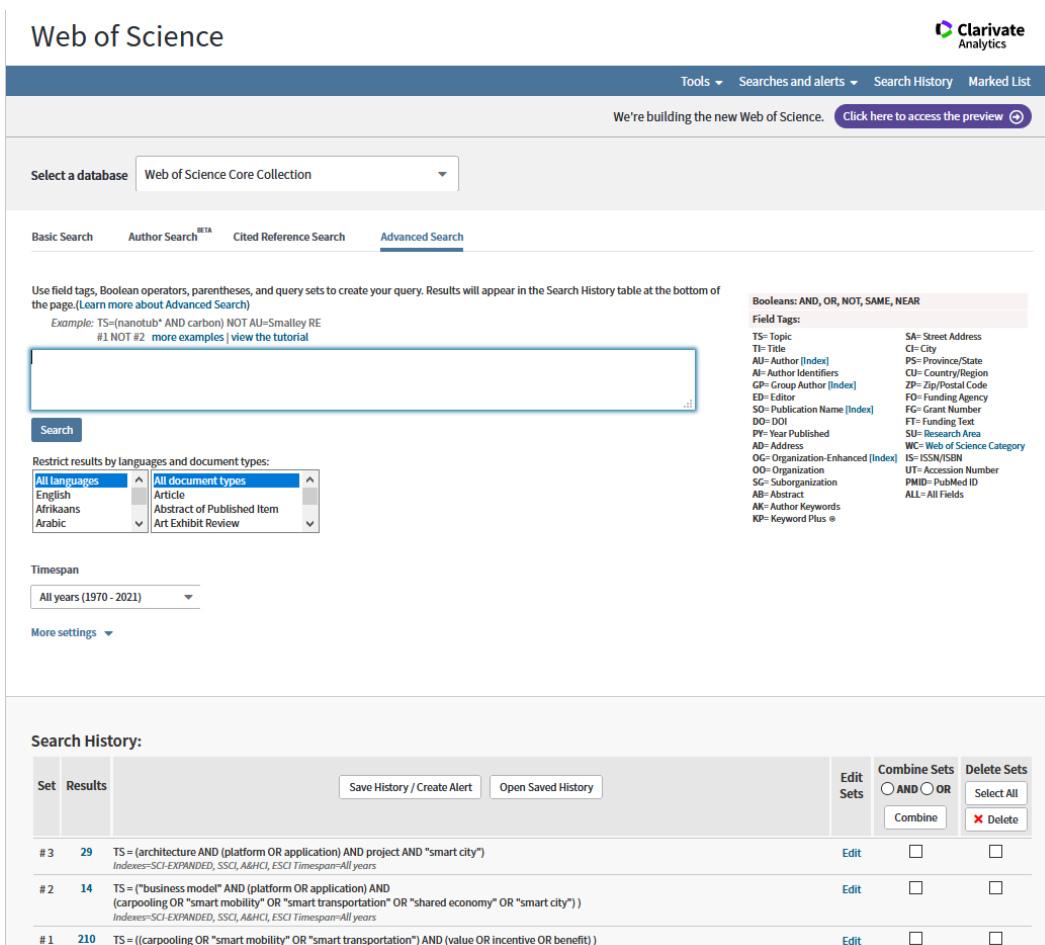 Web of Science
Clarivate
Analytics
Tools Searches and alerts Search History Marked List
We're building the new Web of Science. Click here to access the preview
Select a database Web of Science Core Collection
Basic Search Author Search BETA Cited Reference Search Advanced Search
Use field tags, Boolean operators, parentheses, and query sets to create your query. Results will appear in the Search History table at the bottom of
the page.(Learn more about Advanced Search)
Example: TS=(nanotub* AND carbon) NOT AU=Smalley RE
#1 NOT #2 more examples | view the tutorial
Search
Restrict results by languages and document types:
All languages All document types
English Article
Afrikaans Abstract of Published Item
Arabic Art Exhibit Review
Timespan
All years (1970 - 2021)
More settings
Booleans: AND, OR, NOT, SAME, NEAR
Field Tags:
TS= Topic SA= Street Address
TI= Title CI= City
AU= Author [Index] PS= Province/State
AI= Author Identifiers CU= Country/Region
GP= Group Author [Index] ZP= Zip/Postal Code
ED= Editor FO= Funding Agency
SO= Publication Name [Index] FG= Grant Number
DO= DOI FT= Funding Text
PY= Year Published SU= Research Area
AD= Address WC= Web of Science Category
OG= Organization-Enhanced [Index] IS= ISSN/ISBN
OO= Organization UT= Accession Number
SG= Suborganization PMID= PubMed ID
AB= Abstract ALL= All Fields
AK= Author Keywords
KP= Keyword Plus ®
Search History:
Set Results Save History / Create Alert Open Saved History Edit Sets Combine Sets AND OR Combine Delete Sets Select All Delete
# 3 29 TS = (architecture AND (platform OR application) AND project AND "smart city") Edit
Indexes=SCI-EXPANDED, SSCI, A&HCI, ESCI Timespan=All years
# 2 14 TS = ("business model" AND (platform OR application) AND Edit
(carpooling OR "smart mobility" OR "smart transportation" OR "shared economy" OR "smart city") )
Indexes=SCI-EXPANDED, SSCI, A&HCI, ESCI Timespan=All years
# 1 210 TS = ((carpooling OR "smart mobility" OR "smart transportation") AND (value OR incentive OR benefit) ) Edit